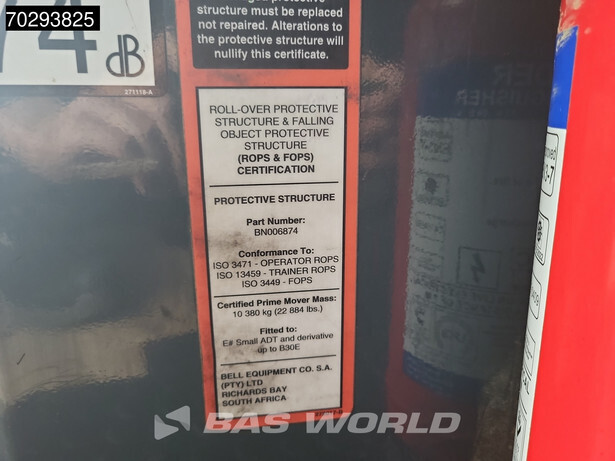 70293825
74 dB
271118-A
structure must be replaced
not repaired. Alterations to
the protective structure will
nullify this certificate.
ROLL-OVER PROTECTIVE
STRUCTURE & FALLING
OBJECT PROTECTIVE
STRUCTURE
(ROPS & FOPS)
CERTIFICATION
PROTECTIVE STRUCTURE
Part Number:
BN006874
Conformance To:
ISO 3471 - OPERATOR ROPS
ISO 13459 - TRAINER ROPS
ISO 3449 - FOPS
Certified Prime Mover Mass:
10 380 kg (22 884 lbs.)
Fitted to:
E# Small ADT and derivative
up to B30E
BELL EQUIPMENT CO. S.A.
(PTY) LTD
RICHARDS BAY
SOUTH AFRICA
BAS WORLD